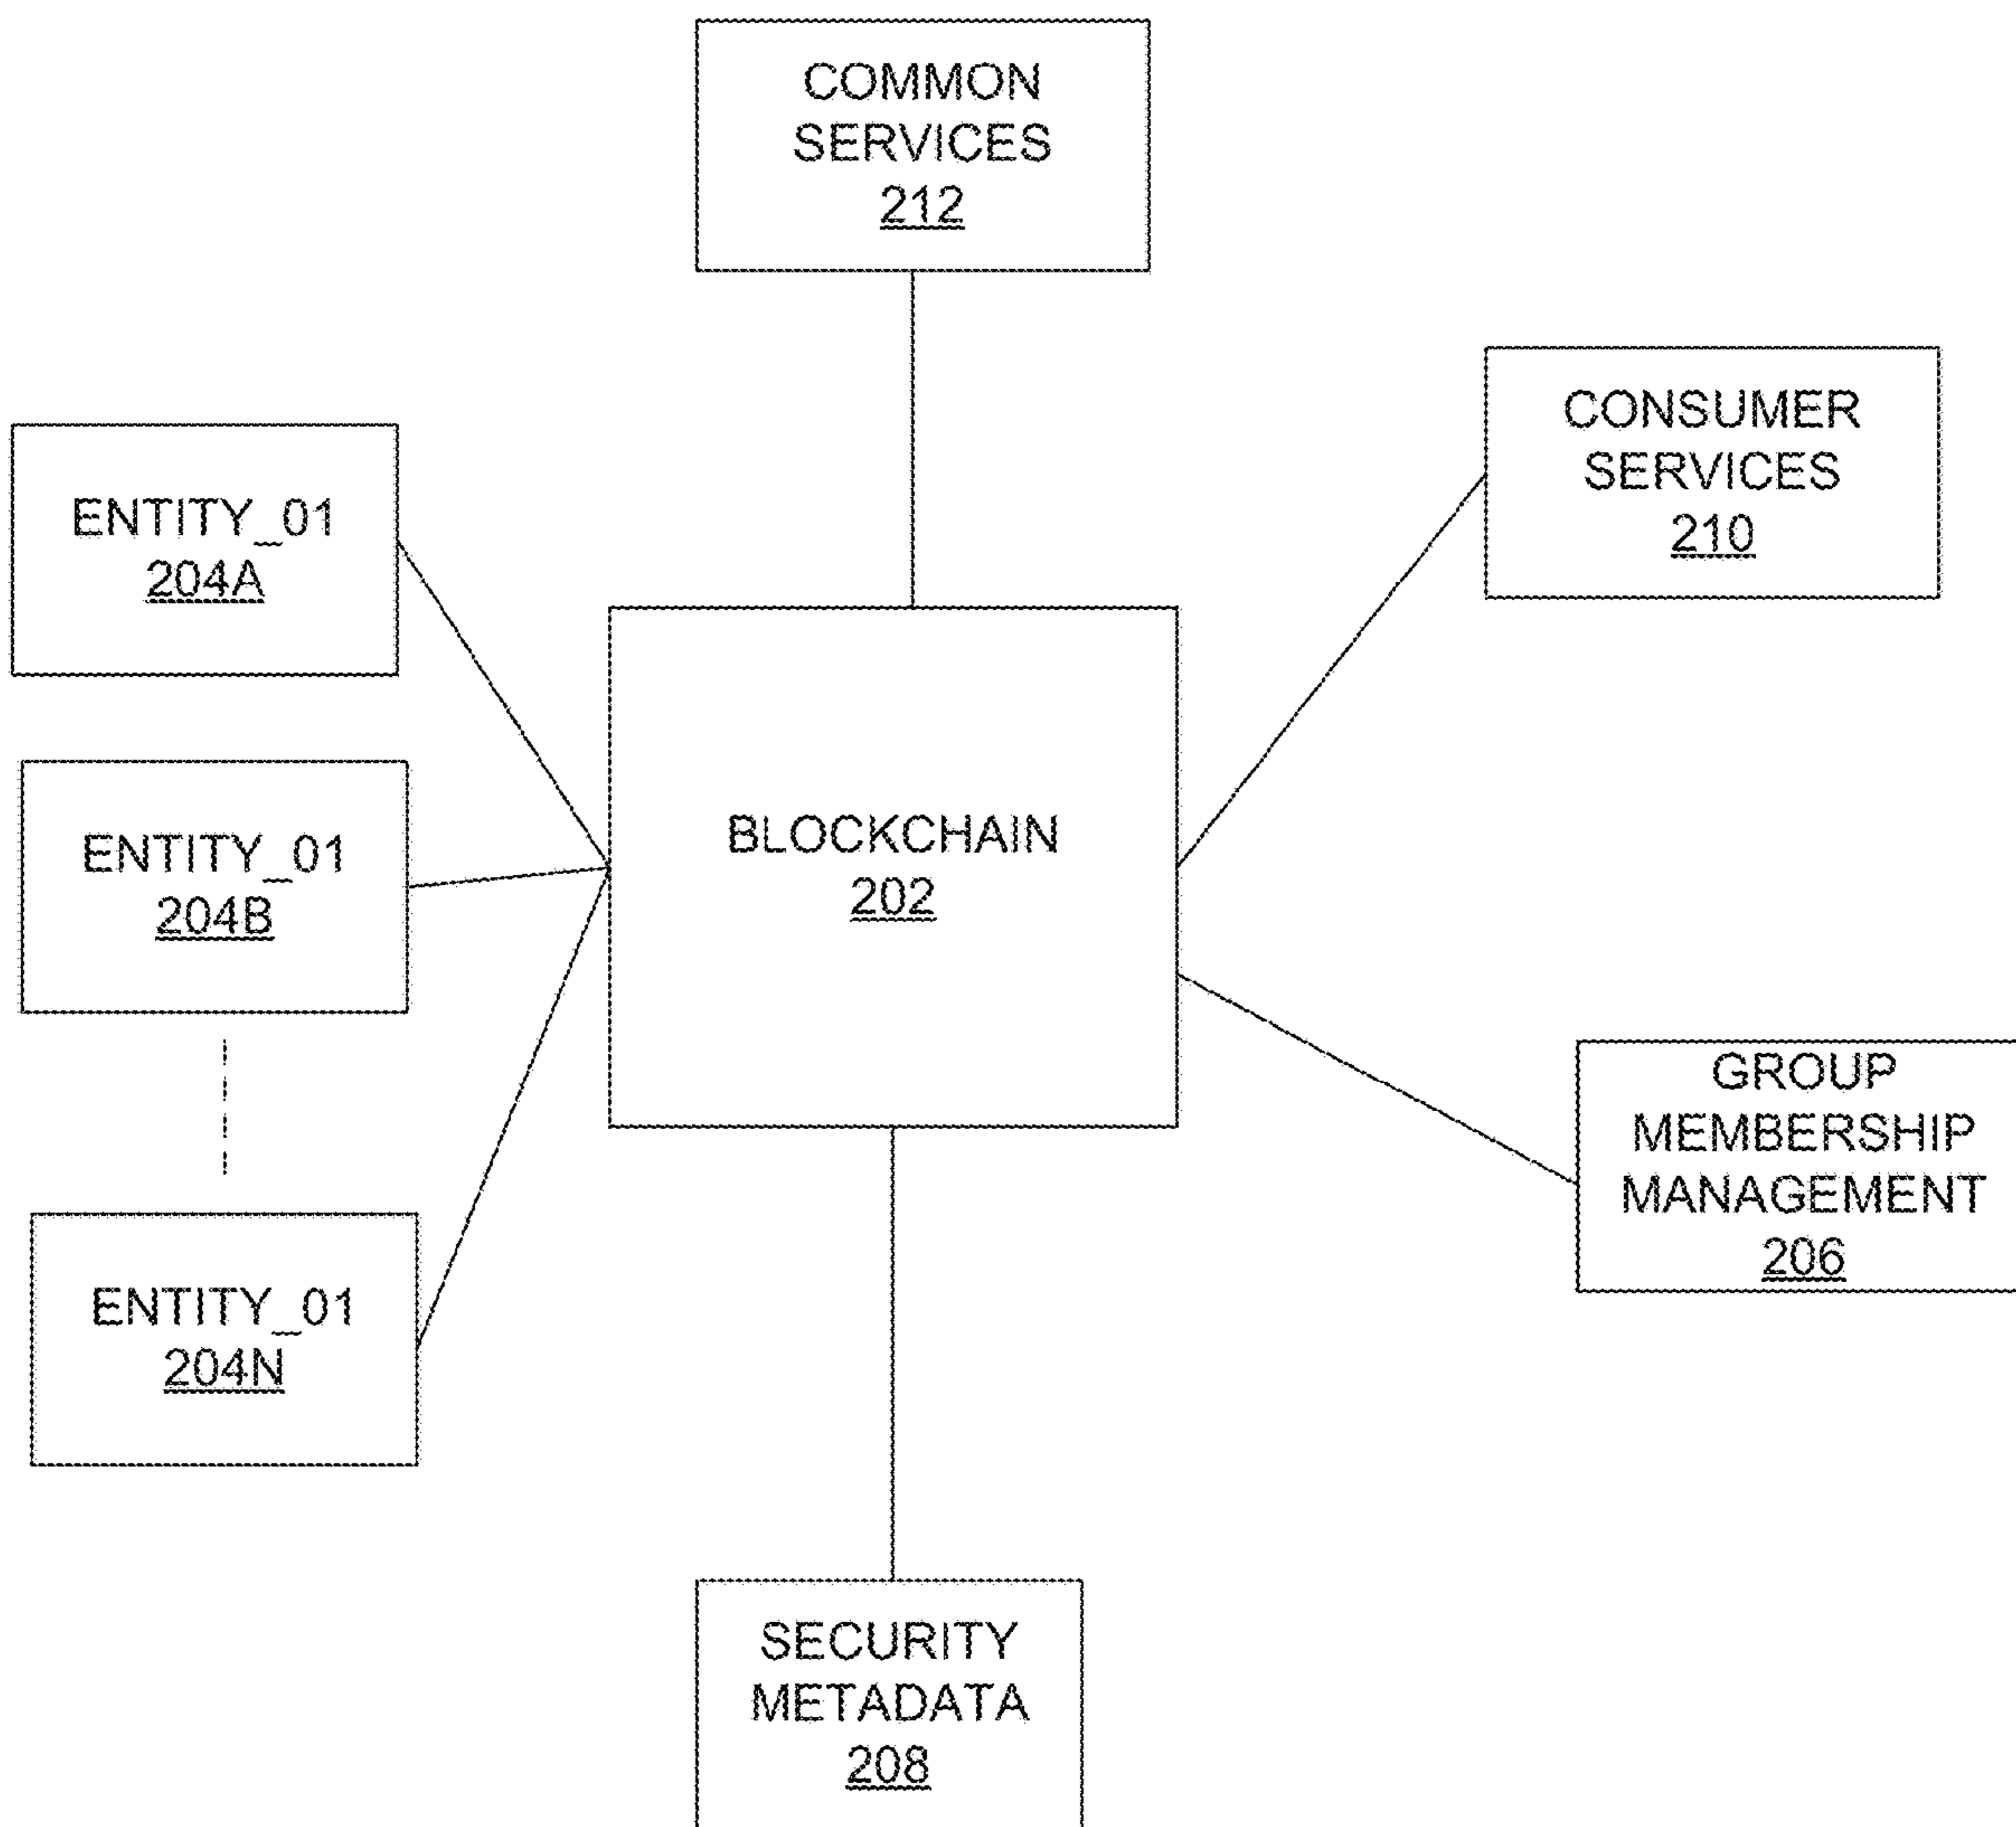 COMMON
SERVICES
212
CONSUMER
SERVICES
210
ENTITY_01
204A
ENTITY_01
204B
ENTITY_01
204N
BLOCKCHAIN
202
GROUP
MEMBERSHIP
MANAGEMENT
206
SECURITY
METADATA
208